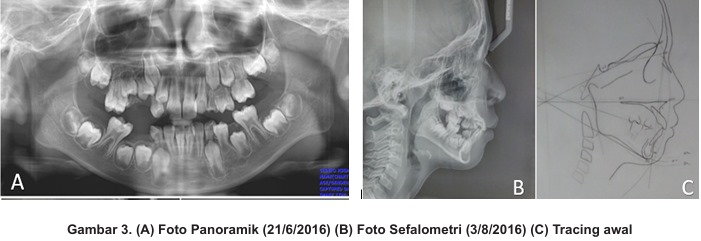 A
B
C
Gambar 3. (A) Foto Panoramik (21/6/2016) (B) Foto Sefalometri (3/8/2016) (C) Tracing awal